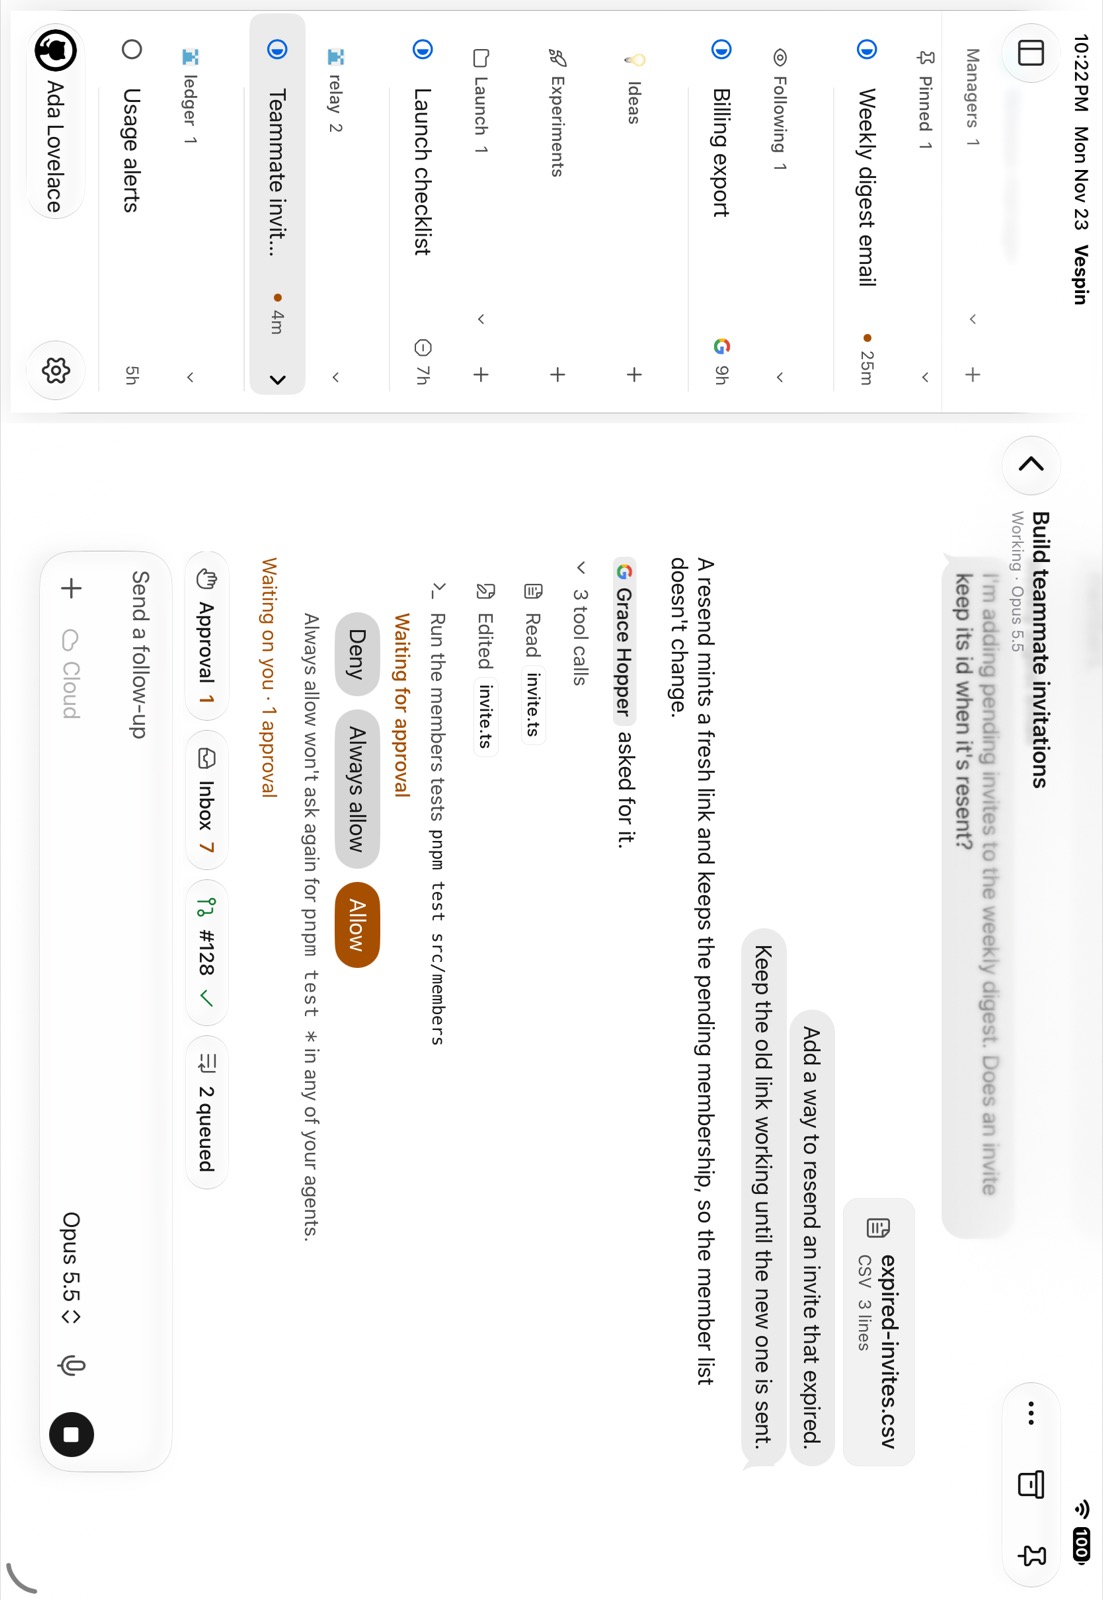 10:22 PM Mon Nov 23 Vespin
100
Managers 1
Pinned 1
Weekly digest email 25m
Following 1
Billing export 9h
Ideas
Experiments
Launch 1
Launch checklist 7h
relay 2
Teammate invit... 4m
ledger 1
Usage alerts 5h
Ada Lovelace
Build teammate invitations
Working · Opus 5.5
I'm adding pending invites to the weekly digest. Does an invite
keep its id when it's resent?
expired-invites.csv
CSV 3 lines
Add a way to resend an invite that expired.
Keep the old link working until the new one is sent.
A resend mints a fresh link and keeps the pending membership, so the member list
doesn't change.
Grace Hopper asked for it.
3 tool calls
Read invite.ts
Edited invite.ts
Run the members tests pnpm test src/members
Waiting for approval
Deny Always allow Allow
Always allow won't ask again for pnpm test * in any of your agents.
Waiting on you · 1 approval
Approval 1 Inbox 7 #128 2 queued
Send a follow-up
Cloud Opus 5.5